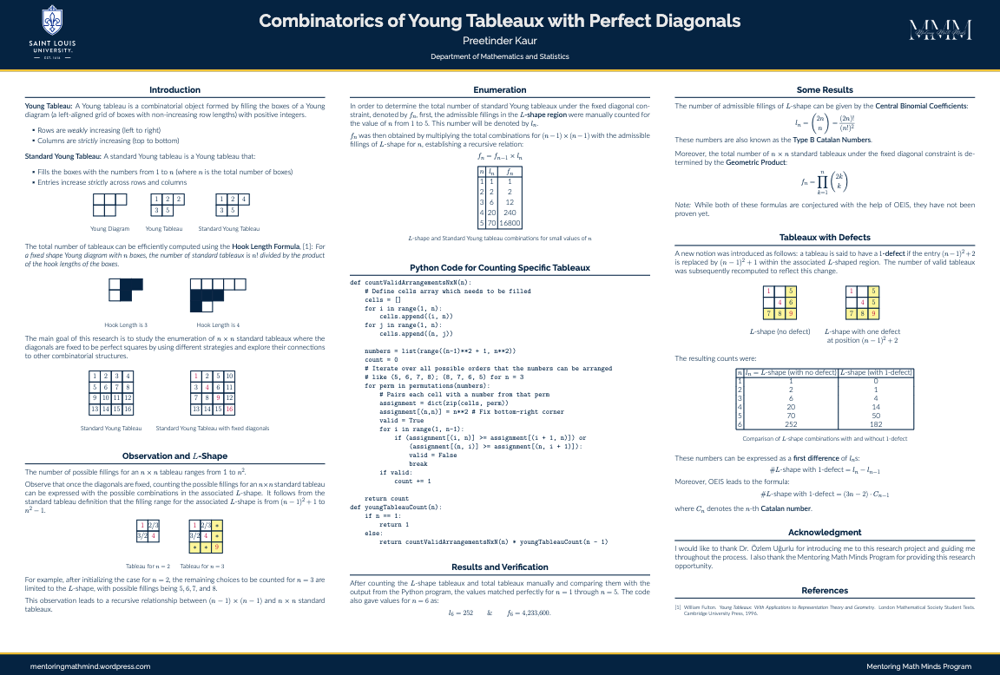 SAINT LOUIS
UNIVERSITY.
— EST. 1818 —
Combinatorics of Young Tableaux with Perfect Diagonals
Preetinder Kaur
Department of Mathematics and Statistics
MMM
Introduction
Young Tableau: A Young tableau is a combinatorial object formed by filling the boxes of a Young
diagram (a left-aligned grid of boxes with non-increasing row lengths) with positive integers.
• Rows are weakly increasing (left to right)
• Columns are strictly increasing (top to bottom)
Standard Young Tableau: A standard Young tableau is a Young tableau that:
• Fills the boxes with the numbers from 1 to n (where n is the total number of boxes)
• Entries increase strictly across rows and columns
1 2 2
3 5
1 2 4
3 5
Young Diagram Young Tableau Standard Young Tableau
The total number of tableaux can be efficiently computed using the Hook Length Formula, [1]: For
a fixed shape Young diagram with n boxes, the number of standard tableaux is n! divided by the product
of the hook lengths of the boxes.
Hook Length is 3 Hook Length is 4
The main goal of this research is to study the enumeration of n × n standard tableaux where the
diagonals are fixed to be perfect squares by using different strategies and explore their connections
to other combinatorial structures.
1 2 3 4
5 6 7 8
9 10 11 12
13 14 15 16
1 2 5 10
3 4 6 11
7 8 9 12
13 14 15 16
Standard Young Tableau Standard Young Tableau with fixed diagonals
Observation and L-Shape
The number of possible fillings for an n × n tableau ranges from 1 to n².
Observe that once the diagonals are fixed, counting the possible fillings for an n×n standard tableau
can be expressed with the possible combinations in the associated L-shape. It follows from the
standard tableau definition that the filling range for the associated L-shape is from (n − 1)² + 1 to
n² − 1.
1 2/3
3/2 4
1 2/3 *
3/2 4 *
* * 9
Tableau for n = 2 Tableau for n = 3
For example, after initializing the case for n = 2, the remaining choices to be counted for n = 3 are
limited to the L-shape, with possible fillings being 5, 6, 7, and 8.
This observation leads to a recursive relationship between (n − 1) × (n − 1) and n × n standard
tableaux.
Enumeration
In order to determine the total number of standard Young tableaux under the fixed diagonal con-
straint, denoted by fn, first, the admissible fillings in the L-shape region were manually counted for
the value of n from 1 to 5. This number was denoted by ln.
fn was then obtained by multiplying the total combinations for (n−1) × (n−1) with the admissible
fillings of L-shape for n, establishing a recursive relation:
fn = fn−1 × ln
n ln fn
1 1 1
2 2 2
3 6 12
4 20 240
5 70 16800
L-shape and Standard Young tableau combinations for small values of n
Python Code for Counting Specific Tableaux
def countValidArrangementsNxN(n):
# Define cells array which needs to be filled
cells = []
for i in range(1, n):
cells.append((i, n))
for j in range(1, n):
cells.append((n, j))
numbers = list(range((n-1)**2 + 1, n**2))
count = 0
# Iterate over all possible orders that the numbers can be arranged
# like (5, 6, 7, 8); (8, 7, 6, 5) for n = 3
for perm in permutations(numbers):
# Pairs each cell with a number from that perm
assignment = dict(zip(cells, perm))
assignment[(n,n)] = n**2 # Fix bottom-right corner
valid = True
for i in range(1, n-1):
if (assignment[(i, n)] >= assignment[(i + 1, n)]) or
(assignment[(n, i)] >= assignment[(n, i + 1)]):
valid = False
break
if valid:
count += 1
return count
def youngTableauCount(n):
if n == 1:
return 1
else:
return countValidArrangementsNxN(n) * youngTableauCount(n - 1)
Results and Verification
After counting the L-shape tableaux and total tableaux manually and comparing them with the
output from the Python program, the values matched perfectly for n = 1 through n = 5. The code
also gave values for n = 6 as:
l6 = 252 & f6 = 4,233,600.
Some Results
The number of admissible fillings of L-shape can be given by the Central Binomial Coefficients:
ln = (2n n) = (2n)!/(n!)²
These numbers are also known as the Type B Catalan Numbers.
Moreover, the total number of n × n standard tableaux under the fixed diagonal constraint is de-
termined by the Geometric Product:
fn = ∏ n k=1 (2k k)
Note: While both of these formulas are conjectured with the help of OEIS, they have not been
proven yet.
Tableaux with Defects
A new notion was introduced as follows: a tableau is said to have a 1-defect if the entry (n−1)²+2
is replaced by (n−1)²+1 within the associated L-shaped region. The number of valid tableaux
was subsequently recomputed to reflect this change.
1 5
4 6
7 8 9
1 5
4 5
7 8 9
L-shape (no defect) L-shape with one defect
at position (n−1)²+2
The resulting counts were:
n ln = L-shape (with no defect) L-shape (with 1-defect)
1 1 0
2 2 1
3 6 4
4 20 14
5 70 50
6 252 182
Comparison of L-shape combinations with and without 1-defect
These numbers can be expressed as a first difference of lns:
#L-shape with 1-defect = ln − ln−1
Moreover, OEIS leads to the formula:
#L-shape with 1-defect = (3n − 2) · Cn−1
where Cn denotes the n-th Catalan number.
Acknowledgment
I would like to thank Dr. Özlem Uğurlu for introducing me to this research project and guiding me
throughout the process. I also thank the Mentoring Math Minds Program for providing this research
opportunity.
References
[1] William Fulton. Young Tableaux: With Applications to Representation Theory and Geometry. London Mathematical Society Student Texts.
Cambridge University Press, 1996.
mentoringmathmind.wordpress.com
Mentoring Math Minds Program